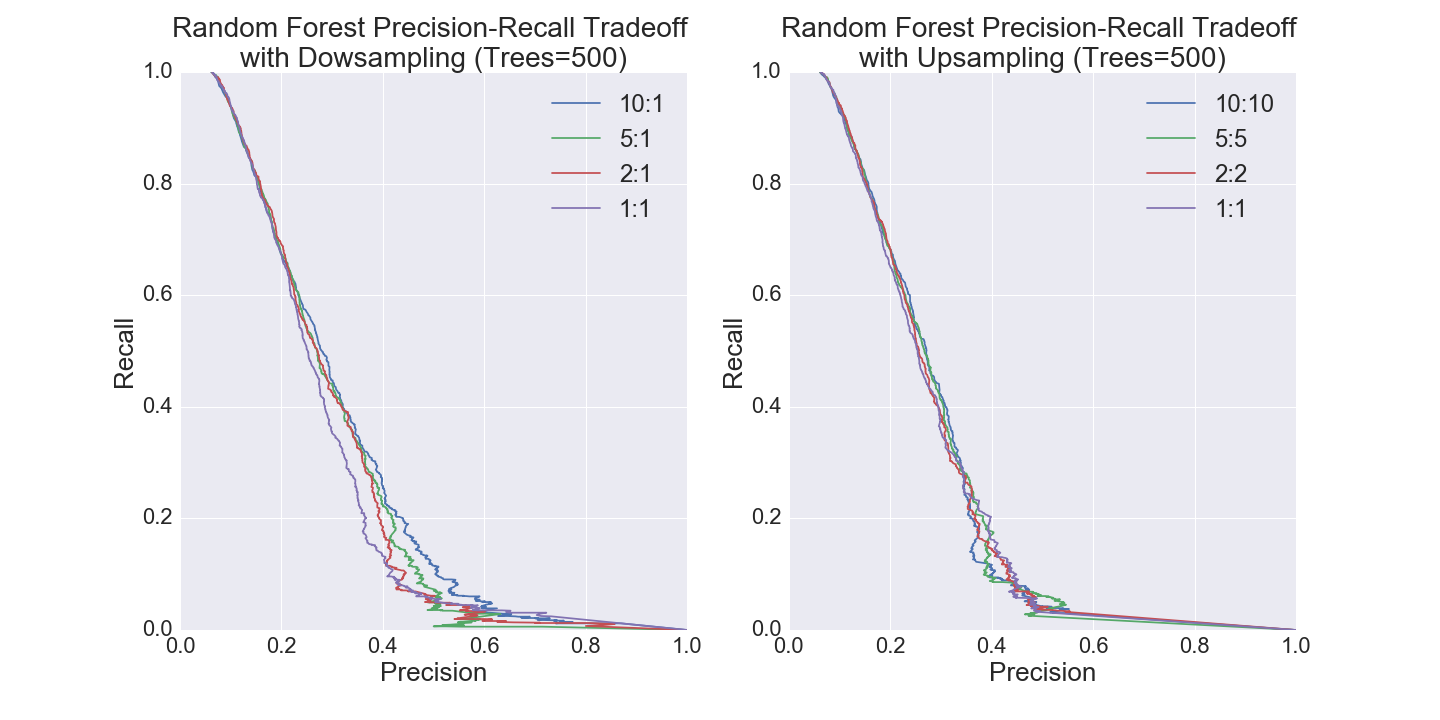 Random Forest Precision-Recall Tradeoff
with Dowsampling (Trees=500)
1.0
0.8
0.6
0.4
0.2
0.0
Recall
10:1
5:1
2:1
1:1
0.0 0.2 0.4 0.6 0.8 1.0
Precision
Random Forest Precision-Recall Tradeoff
with Upsampling (Trees=500)
1.0
0.8
0.6
0.4
0.2
0.0
Recall
10:10
5:5
2:2
1:1
0.0 0.2 0.4 0.6 0.8 1.0
Precision